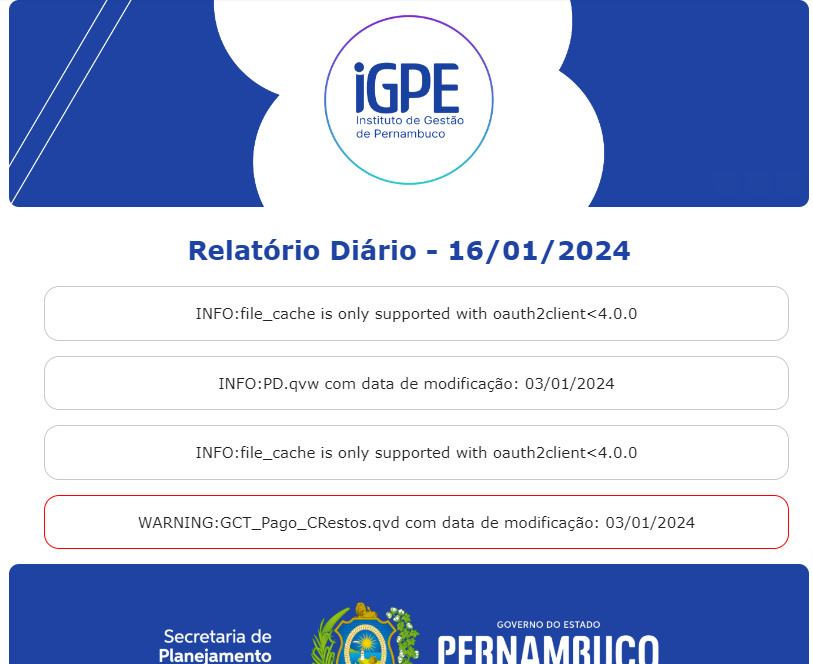 iGPE
Instituto de Gestão
de Pernambuco
Relatório Diário - 16/01/2024
INFO:file_cache is only supported with oauth2client<4.0.0
INFO:PD.qvw com data de modificação: 03/01/2024
INFO:file_cache is only supported with oauth2client<4.0.0
WARNING:GCT_Pago_CRestos.qvd com data de modificação: 03/01/2024
Secretaria de
Planejamento
GOVERNO DO ESTADO
PERNAMBUCO